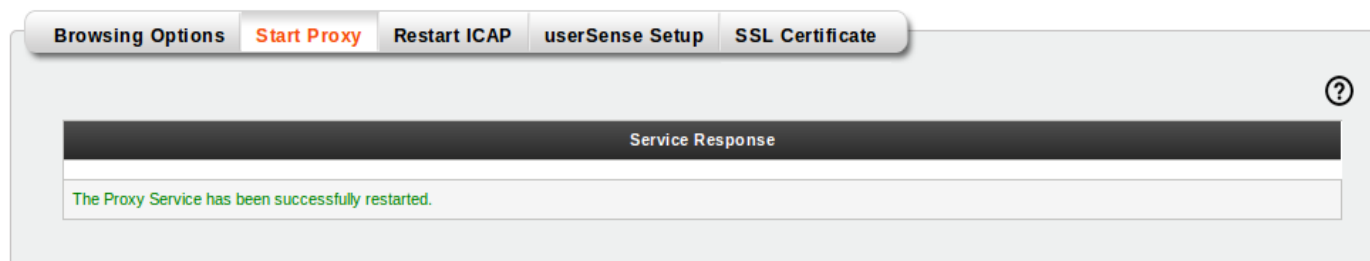 Browsing Options Start Proxy Restart ICAP userSense Setup SSL Certificate
?
Service Response
The Proxy Service has been successfully restarted.